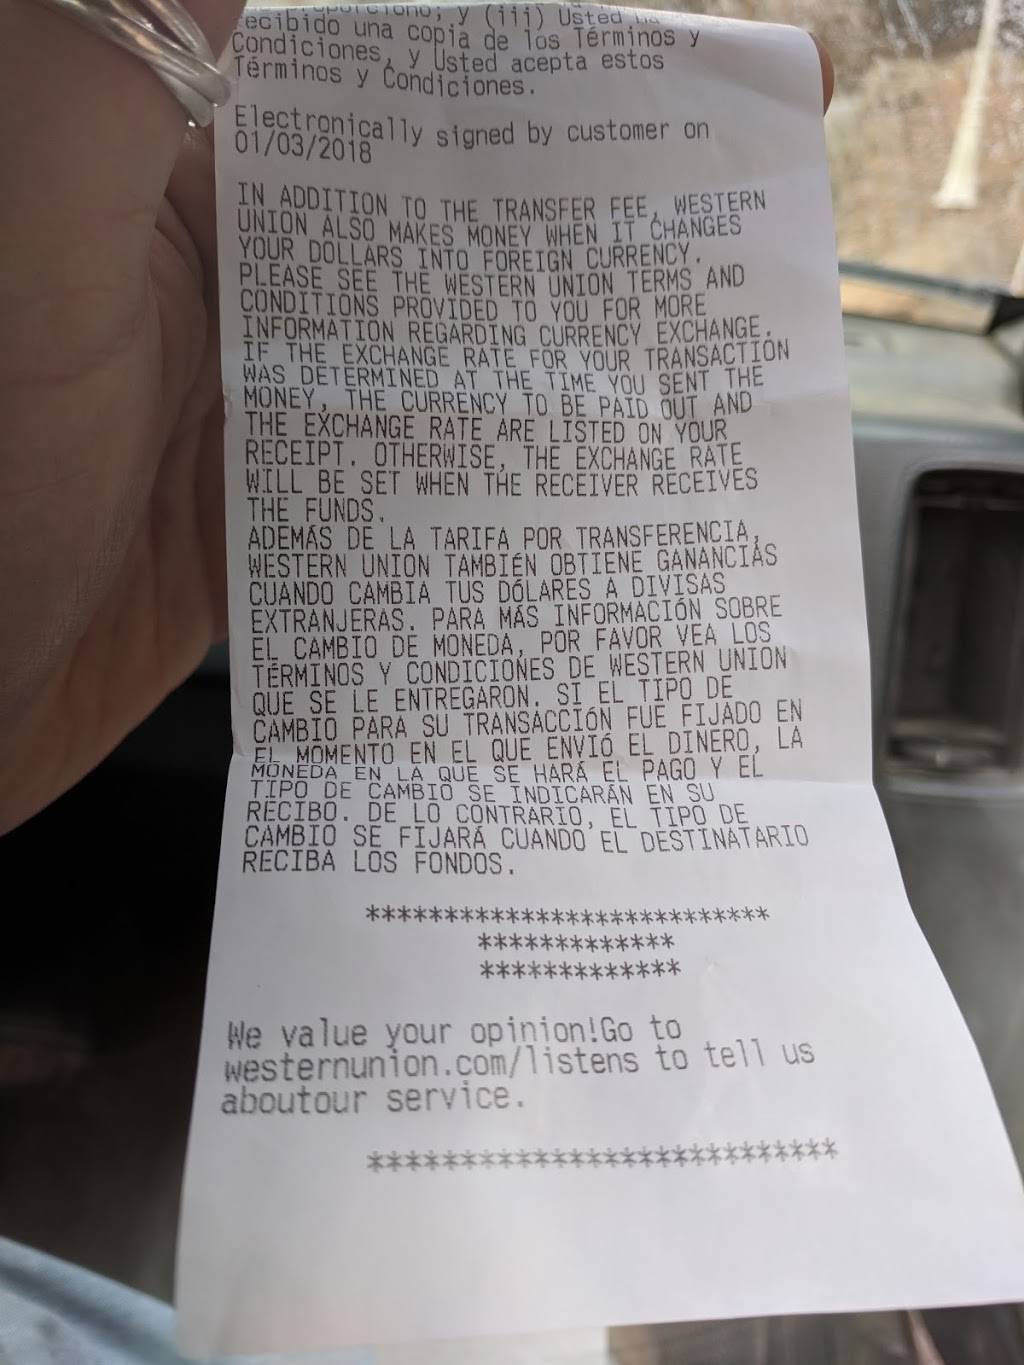 y (iii) Usted ha
recibido una copia de los Términos y
Condiciones, y Usted acepta estos
Términos y Condiciones.
Electronically signed by customer on
01/03/2018
IN ADDITION TO THE TRANSFER FEE, WESTERN
UNION ALSO MAKES MONEY WHEN IT CHANGES
YOUR DOLLARS INTO FOREIGN CURRENCY.
PLEASE SEE THE WESTERN UNION TERMS AND
CONDITIONS PROVIDED TO YOU FOR MORE
INFORMATION REGARDING CURRENCY EXCHANGE.
IF THE EXCHANGE RATE FOR YOUR TRANSACTION
WAS DETERMINED AT THE TIME YOU SENT THE
MONEY, THE CURRENCY TO BE PAID OUT AND
THE EXCHANGE RATE ARE LISTED ON YOUR
RECEIPT. OTHERWISE, THE EXCHANGE RATE
WILL BE SET WHEN THE RECEIVER RECEIVES
THE FUNDS.
ADEMÁS DE LA TARIFA POR TRANSFERENCIA,
WESTERN UNION TAMBIÉN OBTIENE GANANCIAS
CUANDO CAMBIA TUS DÓLARES A DIVISAS
EXTRANJERAS. PARA MÁS INFORMACIÓN SOBRE
EL CAMBIO DE MONEDA, POR FAVOR VEA LOS
TÉRMINOS Y CONDICIONES DE WESTERN UNION
QUE SE LE ENTREGARON. SI EL TIPO DE
CAMBIO PARA SU TRANSACCIÓN FUE FIJADO EN
EL MOMENTO EN EL QUE ENVIÓ EL DINERO, LA
MONEDA EN LA QUE SE HARÁ EL PAGO Y EL
TIPO DE CAMBIO SE INDICARÁN EN SU
RECIBO. DE LO CONTRARIO, EL TIPO DE
CAMBIO SE FIJARÁ CUANDO EL DESTINATARIO
RECIBA LOS FONDOS.
***************************
*************
*************
We value your opinion!Go to
westernunion.com/listens to tell us
aboutour service.
***************************